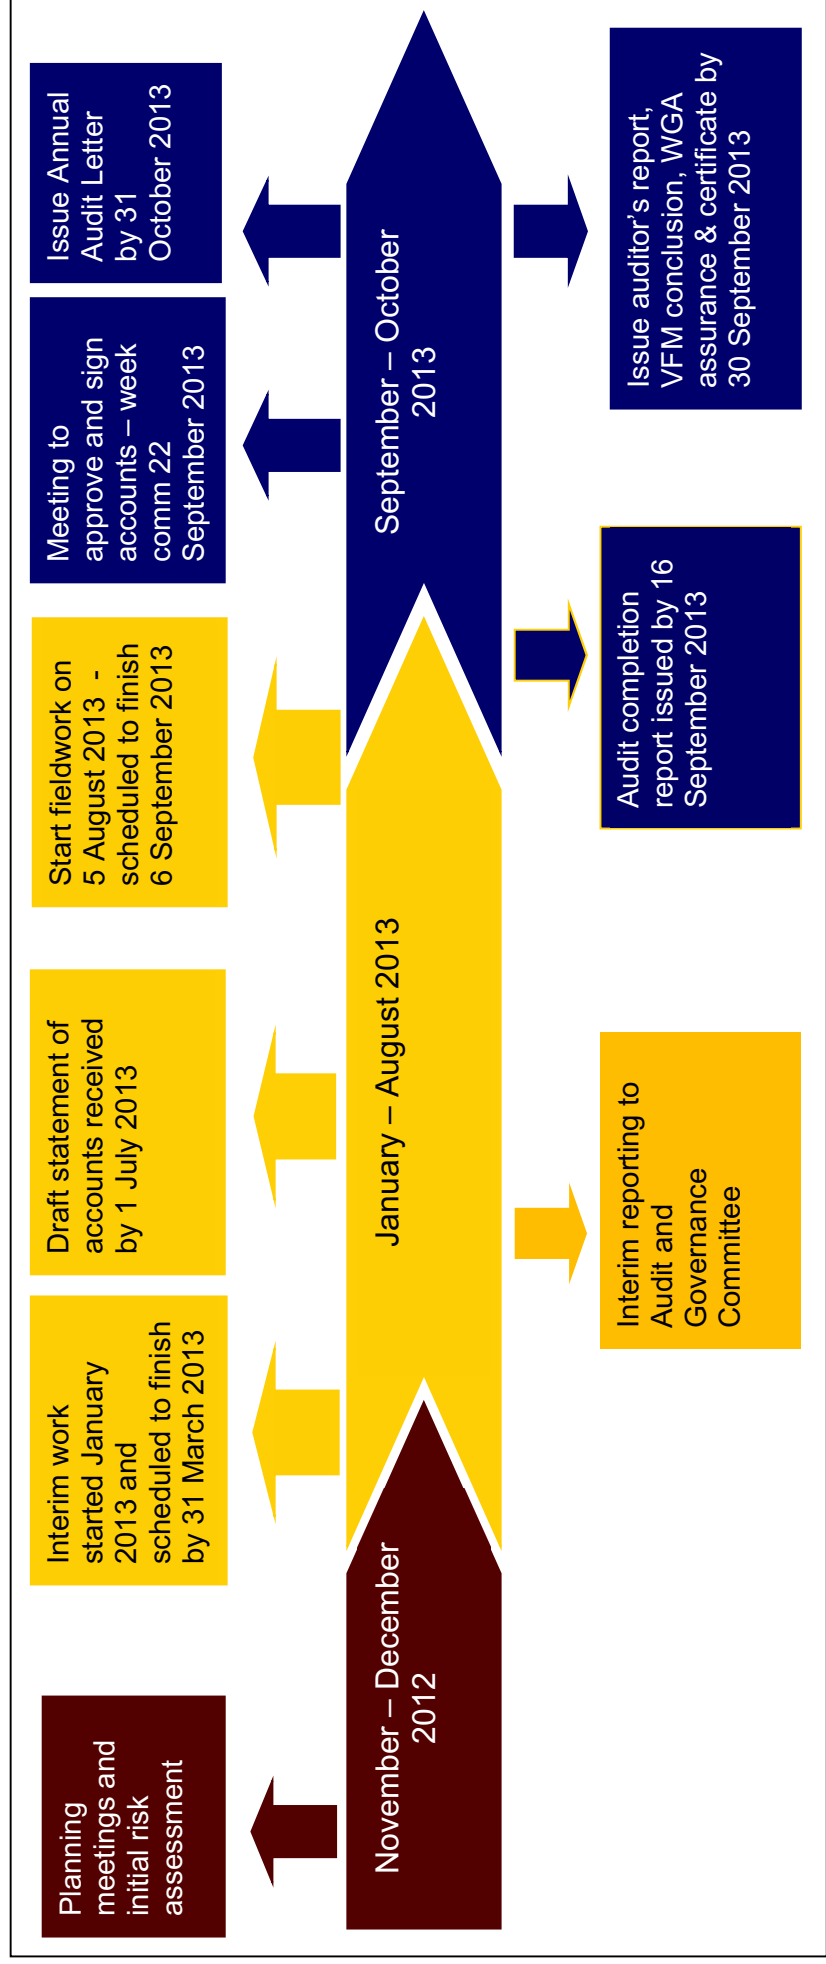 Planning
meetings and
initial risk
assessment
Interim work
started January
2013 and
scheduled to finish
by 31 March 2013
Draft statement of
accounts received
by 1 July 2013
Start fieldwork on
5 August 2013  -
scheduled to finish
6 September 2013
Meeting to
approve and sign
accounts – week
comm 22
September 2013
Issue Annual
Audit Letter
by 31
October 2013
November – December
2012
January – August 2013
September – October
2013
Interim reporting to
Audit and
Governance
Committee
Audit completion
report issued by 16
September 2013
Issue auditor’s report,
VFM conclusion, WGA
assurance & certificate by
30 September 2013